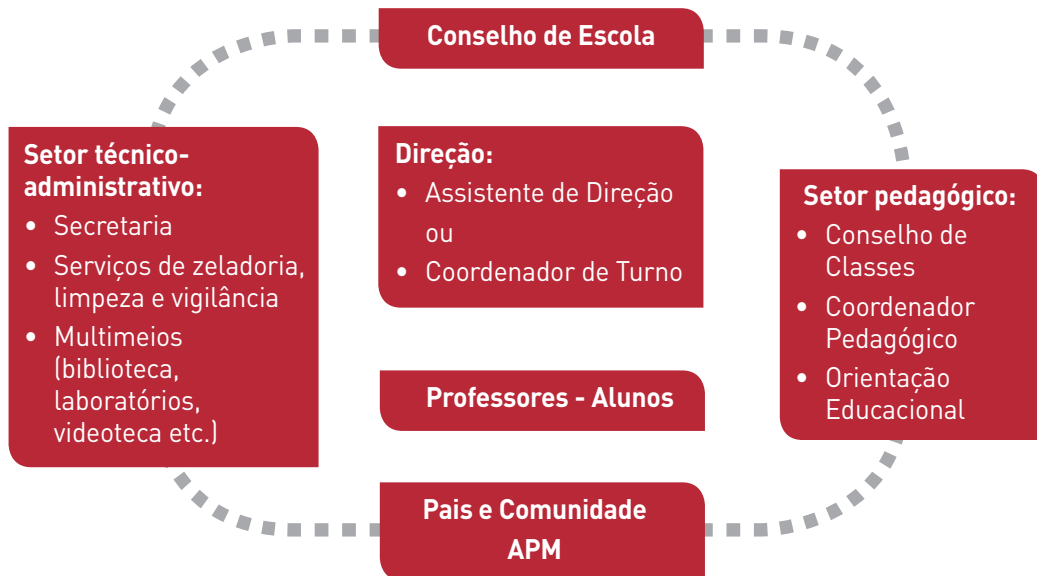 Conselho de Escola
Setor técnico-
administrativo:
• Secretaria
• Serviços de zeladoria,
limpeza e vigilância
• Multimeios
(biblioteca,
laboratórios,
videoteca etc.)
Direção:
• Assistente de Direção
ou
• Coordenador de Turno
Setor pedagógico:
• Conselho de
Classes
• Coordenador
Pedagógico
• Orientação
Educacional
Professores - Alunos
Pais e Comunidade
APM